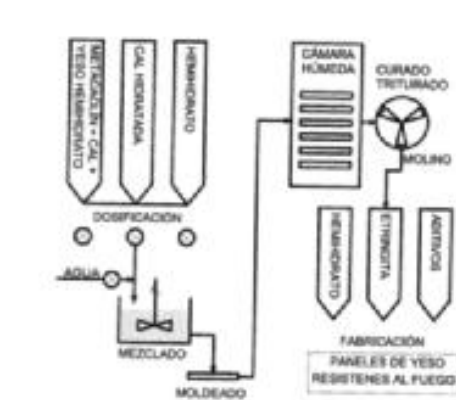 METACAOLÍN + CAL +
YESO HEMIHIDRATO
CAL HIDRATADA
HEMIHIDRATO
DOSIFICACIÓN
AGUA
MEZCLADO
MOLDEADO
CÁMARA
HÚMEDA
CURADO
TRITURADO
MOLINO
HEMIHIDRATO
ETRINGITA
ADITIVOS
FABRICACIÓN
PANELES DE YESO
RESISTENES AL FUEGO